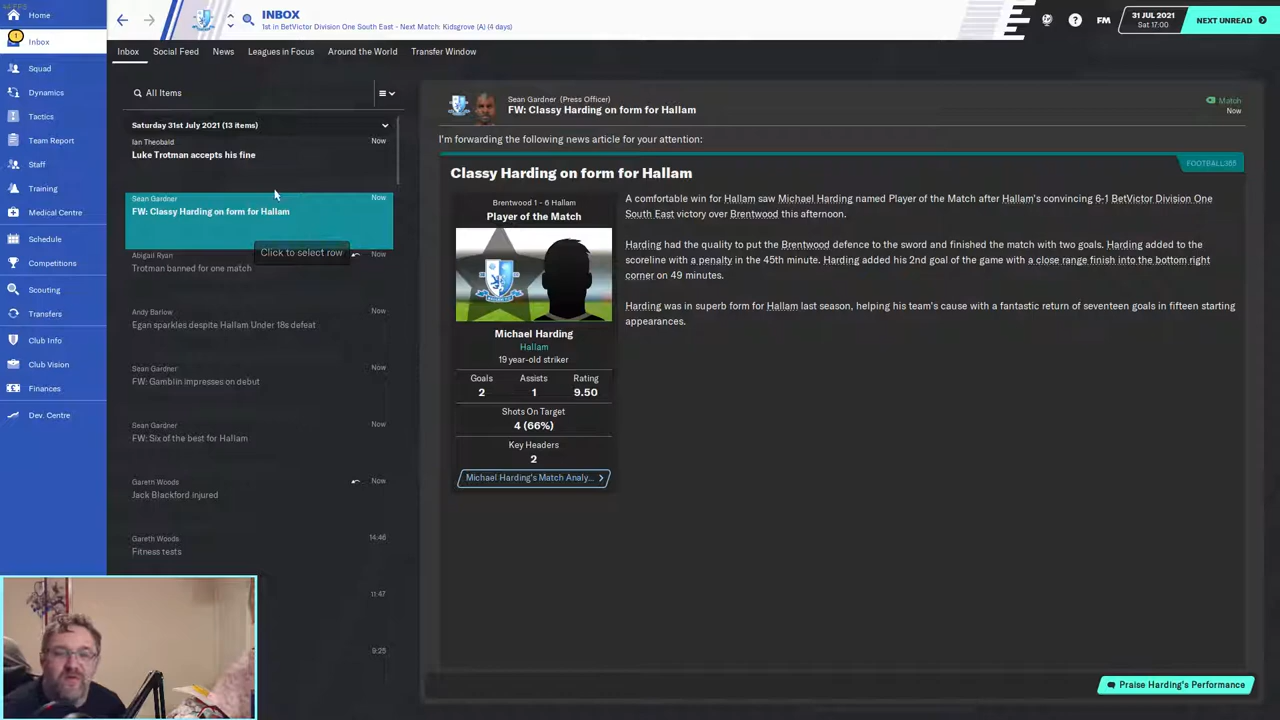 44 FPS
Home
Inbox
Squad
Dynamics
Tactics
Team Report
Staff
Training
Medical Centre
Schedule
Competitions
Scouting
Transfers
Club Info
Club Vision
Finances
Dev. Centre
INBOX
1st in BetVictor Division One South East - Next Match: Kidsgrove (A) (4 days)
?
FM
31 JUL 2021
Sat 17:00
NEXT UNREAD
Inbox
Social Feed
News
Leagues in Focus
Around the World
Transfer Window
All Items
Saturday 31st July 2021 (13 items)
Ian Theobald
Now
Luke Trotman accepts his fine
Sean Gardner
Now
FW: Classy Harding on form for Hallam
Click to select row
Abigail Ryan
Now
Trotman banned for one match
Andy Barlow
Now
Egan sparkles despite Hallam Under 18s defeat
Sean Gardner
Now
FW: Gamblin impresses on debut
Sean Gardner
Now
FW: Six of the best for Hallam
Gareth Woods
Now
Jack Blackford injured
Gareth Woods
14:46
Fitness tests
11:47
9:25
Sean Gardner (Press Officer)
FW: Classy Harding on form for Hallam
Match
Now
I'm forwarding the following news article for your attention:
FOOTBALL365
Classy Harding on form for Hallam
Brentwood 1 - 6 Hallam
Player of the Match
Michael Harding
Hallam
19 year-old striker
Goals
Assists
Rating
2
1
9.50
Shots On Target
4 (66%)
Key Headers
2
Michael Harding's Match Analy...
A comfortable win for Hallam saw Michael Harding named Player of the Match after Hallam's convincing 6-1 BetVictor Division One
South East victory over Brentwood this afternoon.
Harding had the quality to put the Brentwood defence to the sword and finished the match with two goals. Harding added to the
scoreline with a penalty in the 45th minute. Harding added his 2nd goal of the game with a close range finish into the bottom right
corner on 49 minutes.
Harding was in superb form for Hallam last season, helping his team's cause with a fantastic return of seventeen goals in fifteen starting
appearances.
Praise Harding's Performance